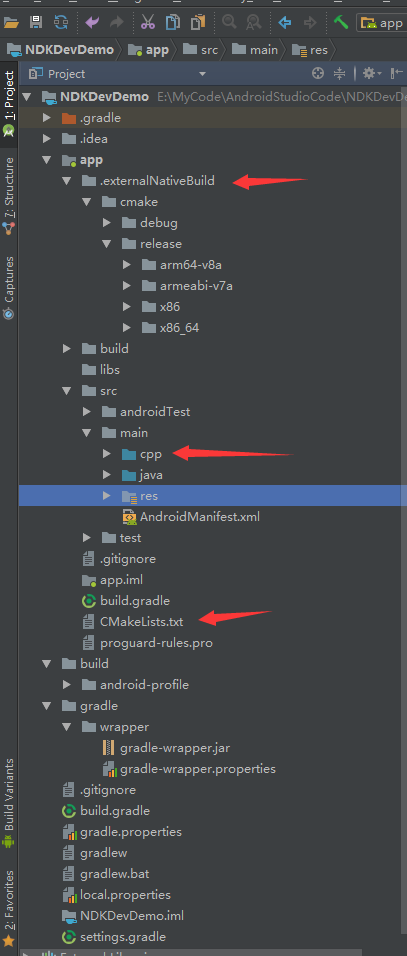 app
NDKDevDemo app src main res
Project
NDKDevDemo E:\MyCode\AndroidStudioCode\NDKDevDe
.gradle
.idea
app
.externalNativeBuild
cmake
debug
release
arm64-v8a
armeabi-v7a
x86
x86_64
build
libs
src
androidTest
main
cpp
java
res
AndroidManifest.xml
test
.gitignore
app.iml
build.gradle
CMakeLists.txt
proguard-rules.pro
build
android-profile
gradle
wrapper
gradle-wrapper.jar
gradle-wrapper.properties
.gitignore
build.gradle
gradle.properties
gradlew
gradlew.bat
local.properties
NDKDevDemo.iml
settings.gradle
1: Project
7: Structure
Captures
Build Variants
2: Favorites